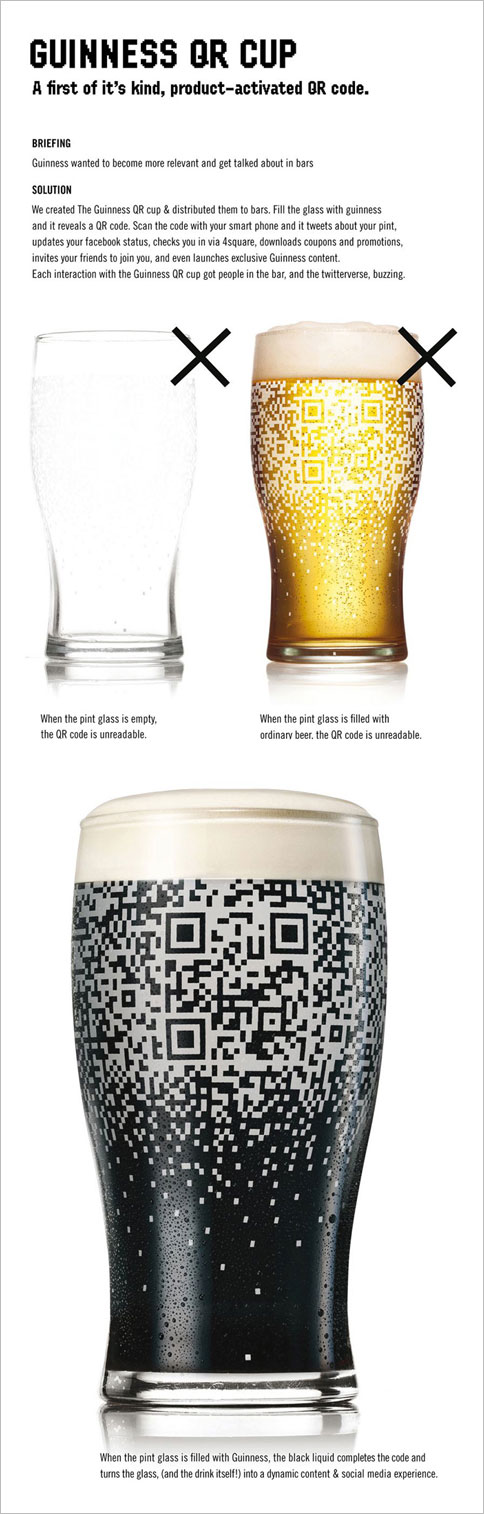 GUINNESS QR CUP
A first of it's kind, product-activated QR code.
BRIEFING
Guinness wanted to become more relevant and get talked about in bars
SOLUTION
We created The Guinness QR cup & distributed them to bars. Fill the glass with guinness
and it reveals a QR code. Scan the code with your smart phone and it tweets about your pint,
updates your facebook status, checks you in via 4square, downloads coupons and promotions,
invites your friends to join you, and even launches exclusive Guinness content.
Each interaction with the Guinness QR cup got people in the bar, and the twitterverse, buzzing.
When the pint glass is empty,
the QR code is unreadable.
When the pint glass is filled with
ordinary beer. the QR code is unreadable.
When the pint glass is filled with Guinness, the black liquid completes the code and
turns the glass, (and the drink itself!) into a dynamic content & social media experience.